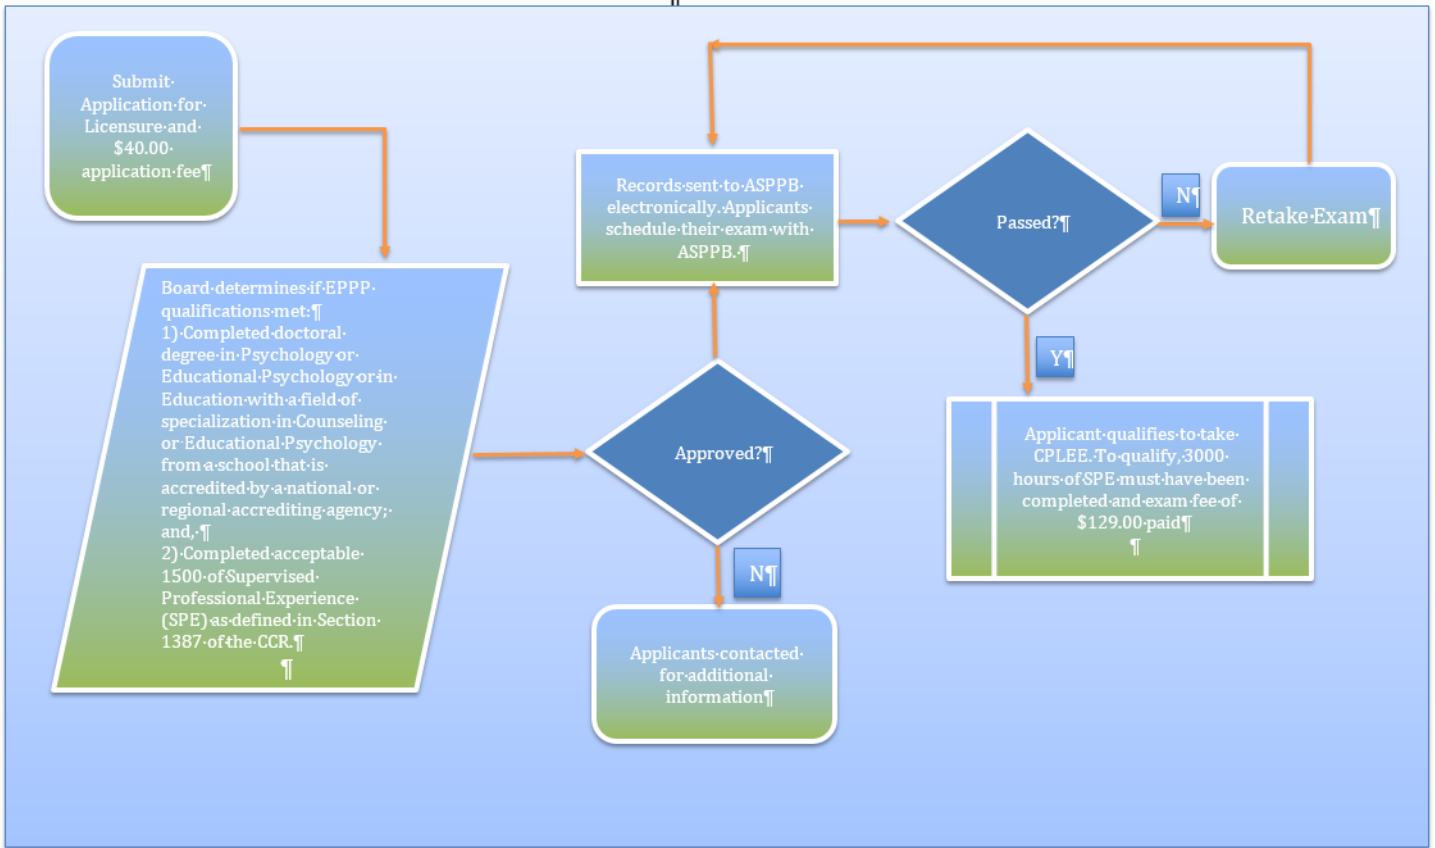 ¶
Submit·
Application·for·
Licensure·and·
$40.00·
application·fee¶
Board·determines·if·EPPP·
qualifications·met:¶
1)·Completed·doctoral·
degree·in·Psychology·or·
Educational·Psychology·or·in·
Education·with·a·field·of·
specialization·in·Counseling·
or·Educational·Psychology·
from·a·school·that·is·
accredited·by·a·national·or·
regional·accrediting·agency;·
and,·¶
2)·Completed·acceptable·
1500·of·Supervised·
Professional·Experience·
(SPE)·as·defined·in·Section·
1387·of·the·CCR.¶
¶
Records·sent·to·ASPPB·
electronically.·Applicants·
schedule·their·exam·with·
ASPPB.·¶
Approved?¶
N¶
Applicants·contacted·
for·additional·
information¶
Passed?¶
N¶
Retake·Exam¶
Y¶
Applicant·qualifies·to·take·
CPLEE.·To·qualify,·3000·
hours·of·SPE·must·have·been·
completed·and·exam·fee·of·
$129.00·paid¶
¶